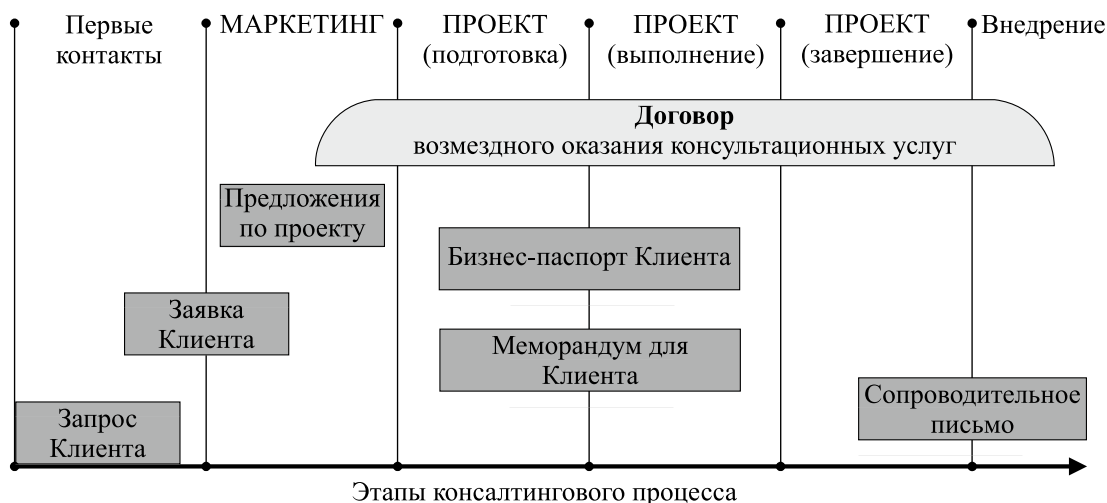 Первые
контакты
МАРКЕТИНГ
ПРОЕКТ
(подготовка)
ПРОЕКТ
(выполнение)
ПРОЕКТ
(завершение)
Внедрение
Договор
возмездного оказания консультационных услуг
Предложения
по проекту
Бизнес-паспорт Клиента
Заявка
Клиента
Меморандум для
Клиента
Сопроводительное
письмо
Запрос
Клиента
Этапы консалтингового процесса